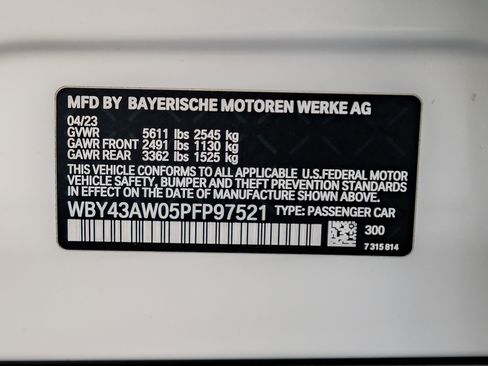 MFD BY BAYERISCHE MOTOREN WERKE AG
04/23
GVWR 5611 lbs 2545 kg
GAWR FRONT 2491 lbs 1130 kg
GAWR REAR 3362 lbs 1525 kg
THIS VEHICLE CONFORMS TO ALL APPLICABLE U.S.FEDERAL MOTOR
VEHICLE SAFETY, BUMPER AND THEFT PREVENTION STANDARDS
IN EFFECT ON THE DATE OF MANUFACTURE SHOWN ABOVE.
WBY43AW05PFP97521 TYPE: PASSENGER CAR
300
7 315 814